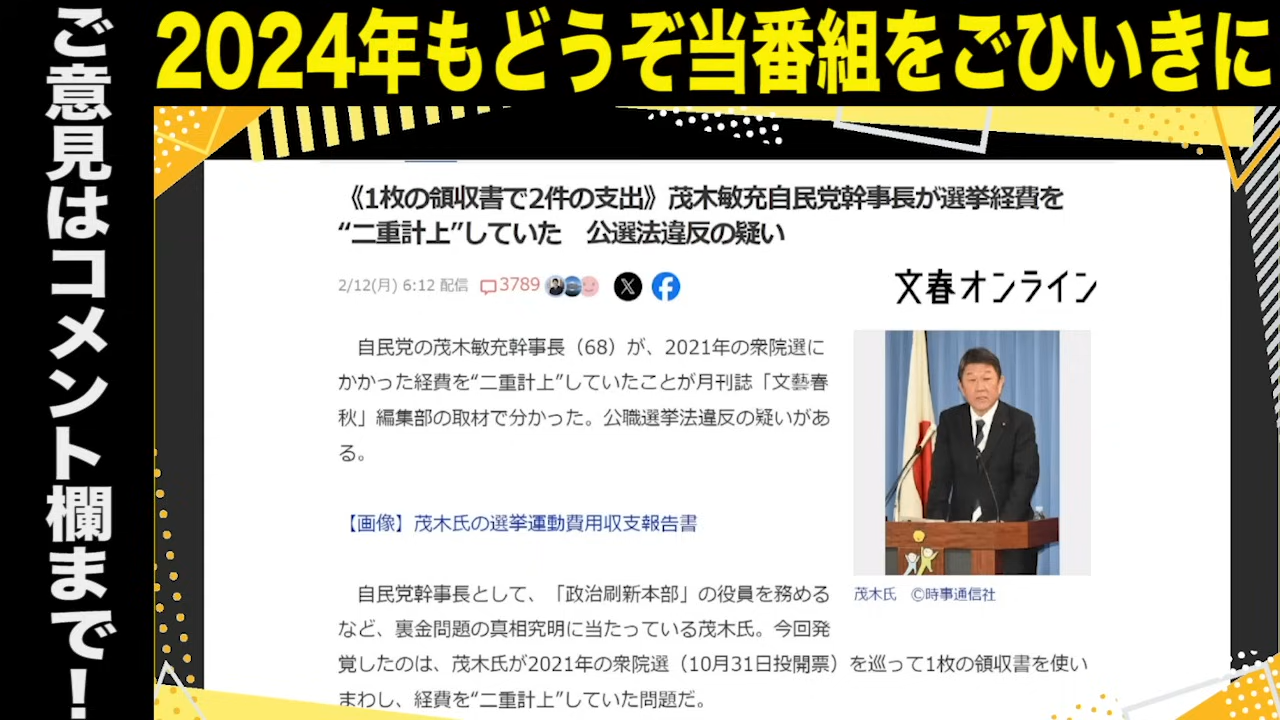 2024年もどうぞ当番組をごひいきに
ご意見はコメント欄まで！
《1枚の領収書で2件の支出》茂木敏充自民党幹事長が選挙経費を
“二重計上”していた　公選法違反の疑い
2/12(月) 6:12 配信 3789
文春オンライン
自民党の茂木敏充幹事長（68）が、2021年の衆院選に
かかった経費を“二重計上”していたことが月刊誌「文藝春
秋」編集部の取材で分かった。公職選挙法違反の疑いがあ
る。
【画像】茂木氏の選挙運動費用収支報告書
茂木氏　Ⓒ時事通信社
自民党幹事長として、「政治刷新本部」の役員を務める
など、裏金問題の真相究明に当たっている茂木氏。今回発
覚したのは、茂木氏が2021年の衆院選（10月31日投開票）を巡って1枚の領収書を使い
まわし、経費を“二重計上”していた問題だ。